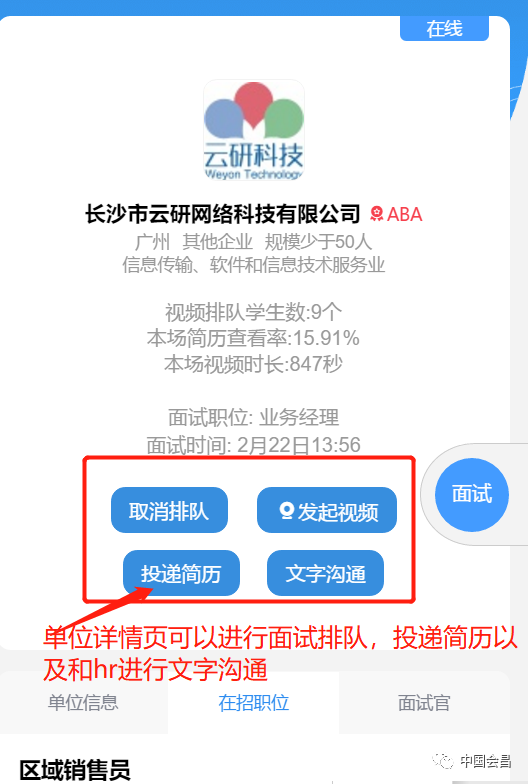 在线
云研科技
Weyon Technology
长沙市云研网络科技有限公司 ABA
广州 其他企业 规模少于50人
信息传输、软件和信息技术服务业
视频排队学生数:9个
本场简历查看率:15.91%
本场视频时长:847秒
面试职位: 业务经理
面试时间: 2月22日13:56
面试
取消排队 发起视频
投递简历 文字沟通
单位详情页可以进行面试排队，投递简历以
及和hr进行文字沟通
单位信息 在招职位 面试官
区域销售员
中国会昌